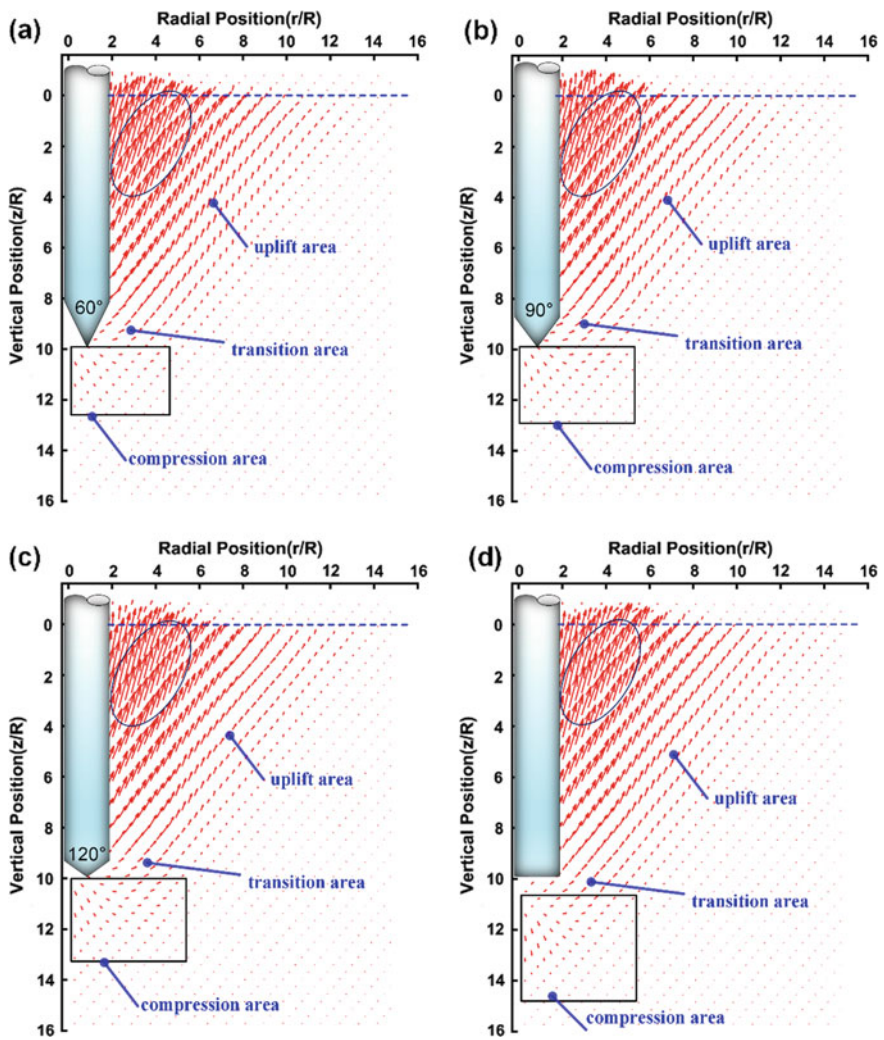 (a)
Radial Position(r/R)
0 2 4 6 8 10 12 14 16
Vertical Position(z/R)
0
2
4
6
8
10
12
14
16
60°
uplift area
transition area
compression area
(b)
Radial Position(r/R)
0 2 4 6 8 10 12 14 16
Vertical Position(z/R)
0
2
4
6
8
10
12
14
16
90°
uplift area
transition area
compression area
(c)
Radial Position(r/R)
0 2 4 6 8 10 12 14 16
Vertical Position(z/R)
0
2
4
6
8
10
12
14
16
120°
uplift area
transition area
compression area
(d)
Radial Position(r/R)
0 2 4 6 8 10 12 14 16
Vertical Position(z/R)
0
2
4
6
8
10
12
14
16
uplift area
transition area
compression area